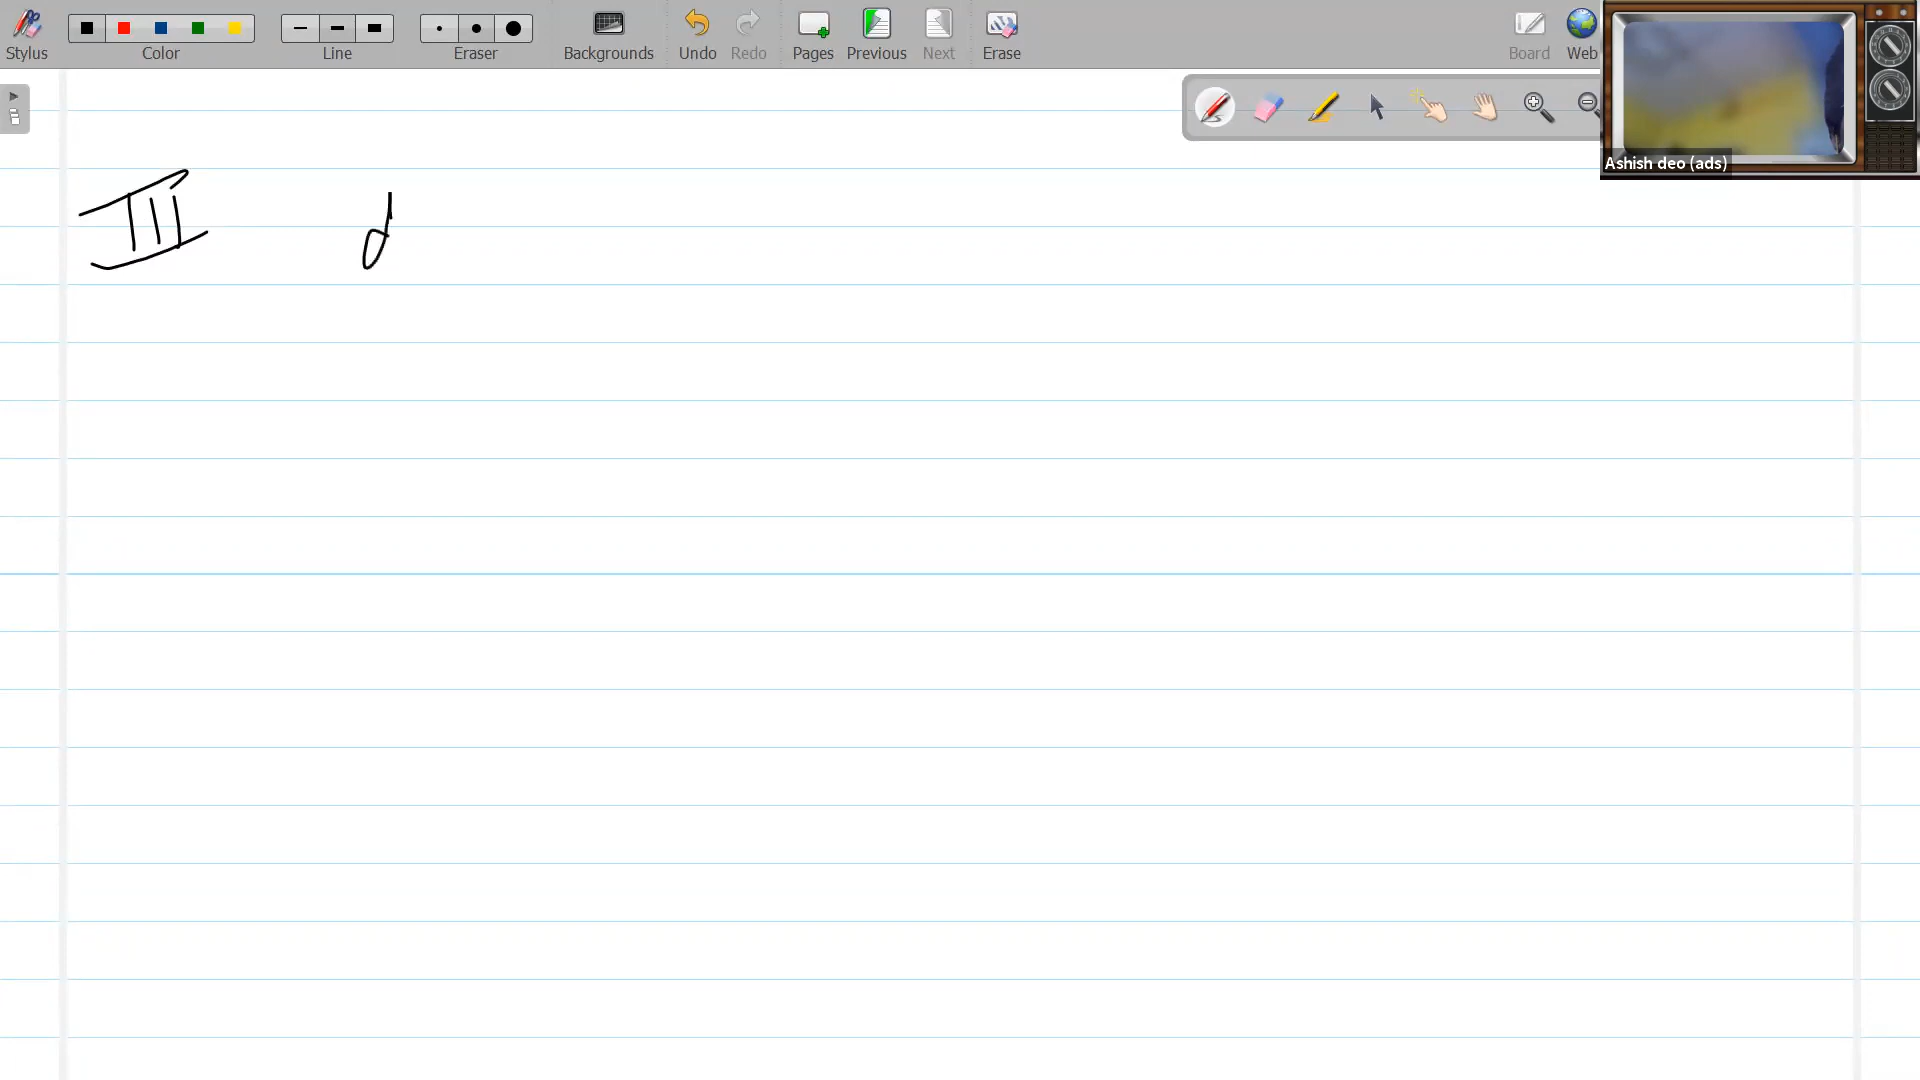 Stylus Color Line Eraser Backgrounds Undo Redo Pages Previous Next Erase Board Web
Ashish deo (ads)
III d